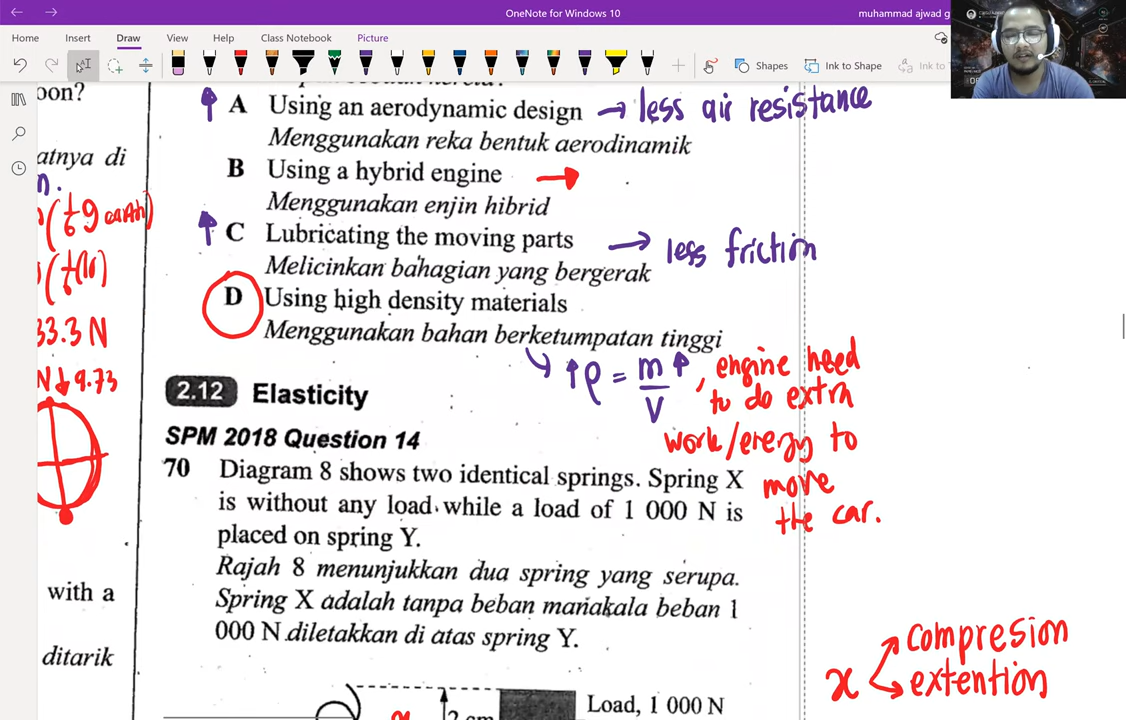 OneNote for Windows 10
muhammad ajwad g
Home Insert Draw View Help Class Notebook Picture
Shapes Ink to Shape Ink to
oon?
A Using an aerodynamic design → less air resistance
Menggunakan reka bentuk aerodinamik
atnya di
B Using a hybrid engine →
n.
Menggunakan enjin hibrid
C Lubricating the moving parts → less friction
Melicinkan bahagian yang bergerak
D Using high density materials
33.3 N
Menggunakan bahan berketumpatan tinggi
↑ρ = m↑/V , engine need
N↓9.73
to do extra
2.12 Elasticity
work/energy to
SPM 2018 Question 14
70 Diagram 8 shows two identical springs. Spring X
move
is without any load while a load of 1 000 N is
the car.
placed on spring Y.
Rajah 8 menunjukkan dua spring yang serupa.
with a
Spring X adalah tanpa beban manakala beban 1
000 N diletakkan di atas spring Y.
compresion
ditarik
x
extention
Load, 1 000 N
2 cm
x